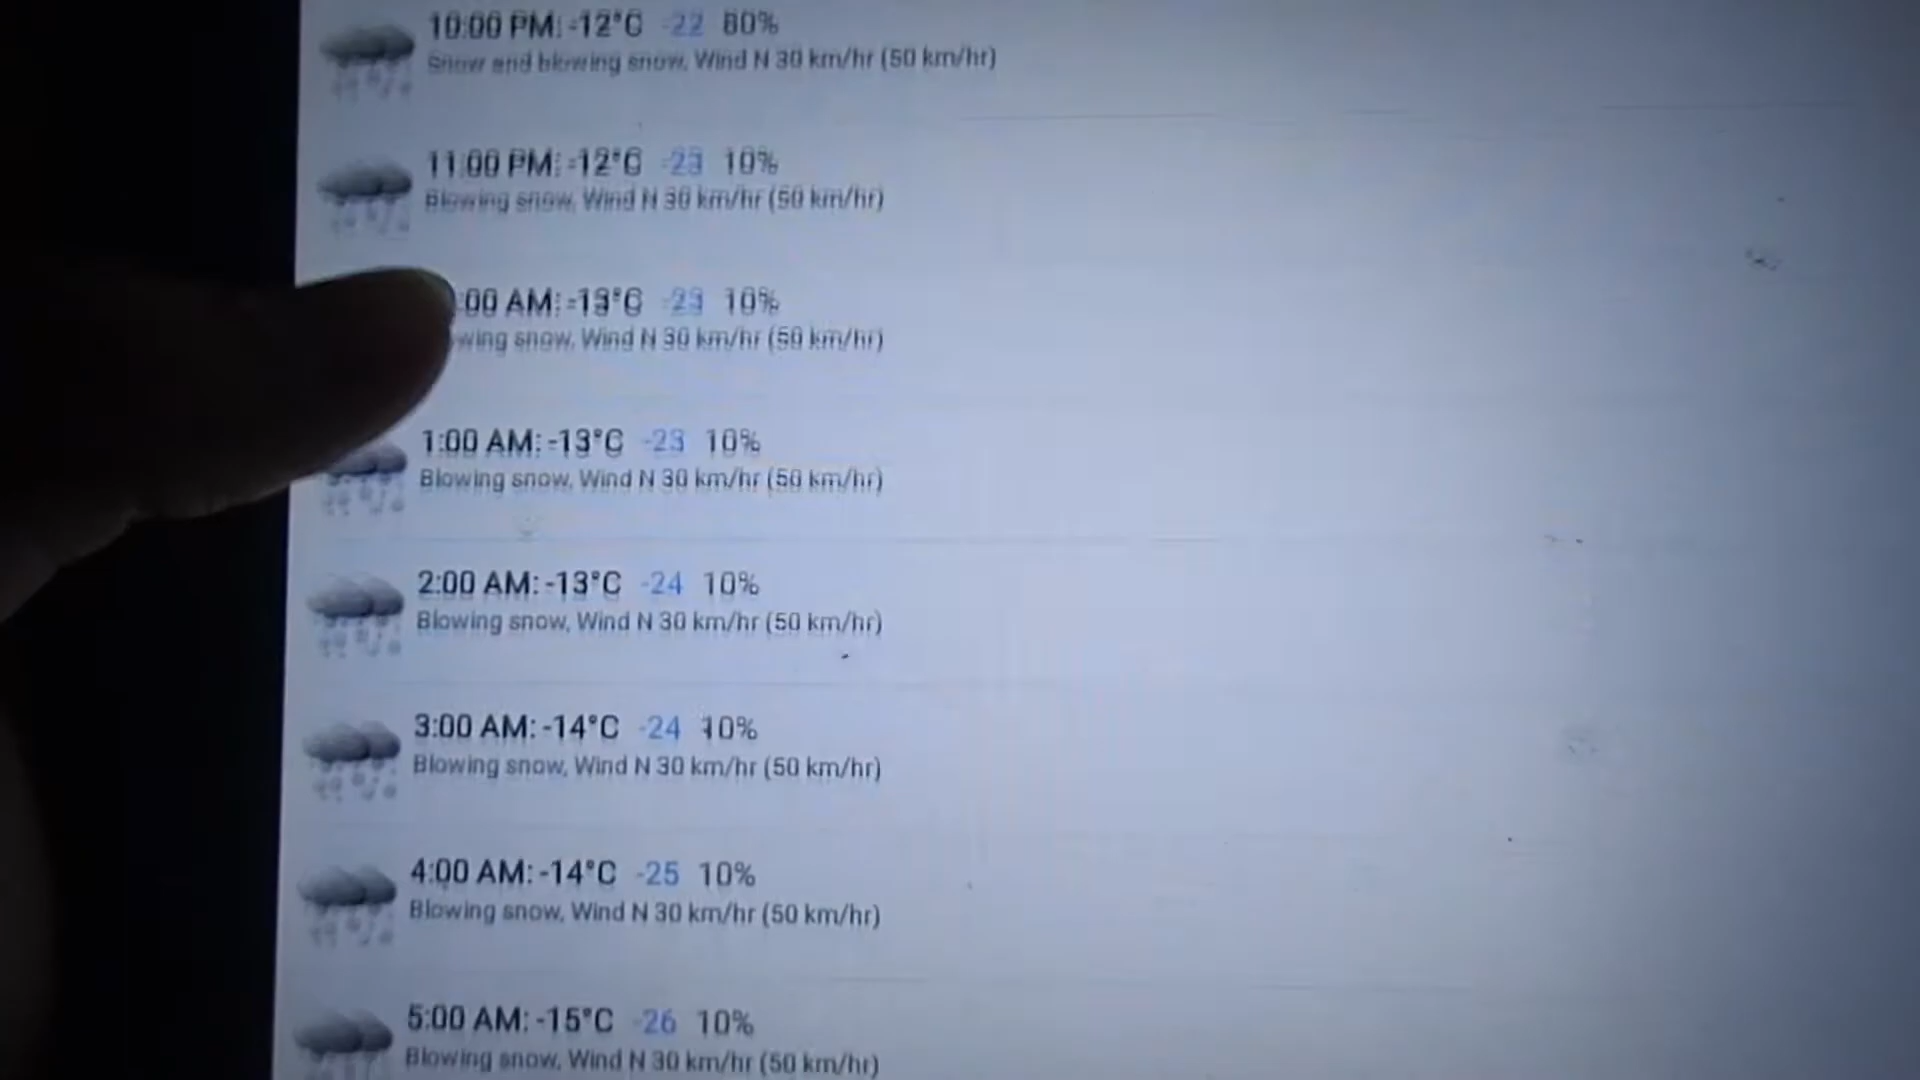 10:00 PM: -12°C -22 80%
Snow and blowing snow, Wind N 30 km/hr (50 km/hr)
11:00 PM: -12°C -23 10%
Blowing snow, Wind N 30 km/hr (50 km/hr)
:00 AM: -13°C -23 10%
wing snow, Wind N 30 km/hr (50 km/hr)
1:00 AM: -13°C -23 10%
Blowing snow, Wind N 30 km/hr (50 km/hr)
2:00 AM: -13°C -24 10%
Blowing snow, Wind N 30 km/hr (50 km/hr)
3:00 AM: -14°C -24 10%
Blowing snow, Wind N 30 km/hr (50 km/hr)
4:00 AM: -14°C -25 10%
Blowing snow, Wind N 30 km/hr (50 km/hr)
5:00 AM: -15°C -26 10%
Blowing snow, Wind N 30 km/hr (50 km/hr)